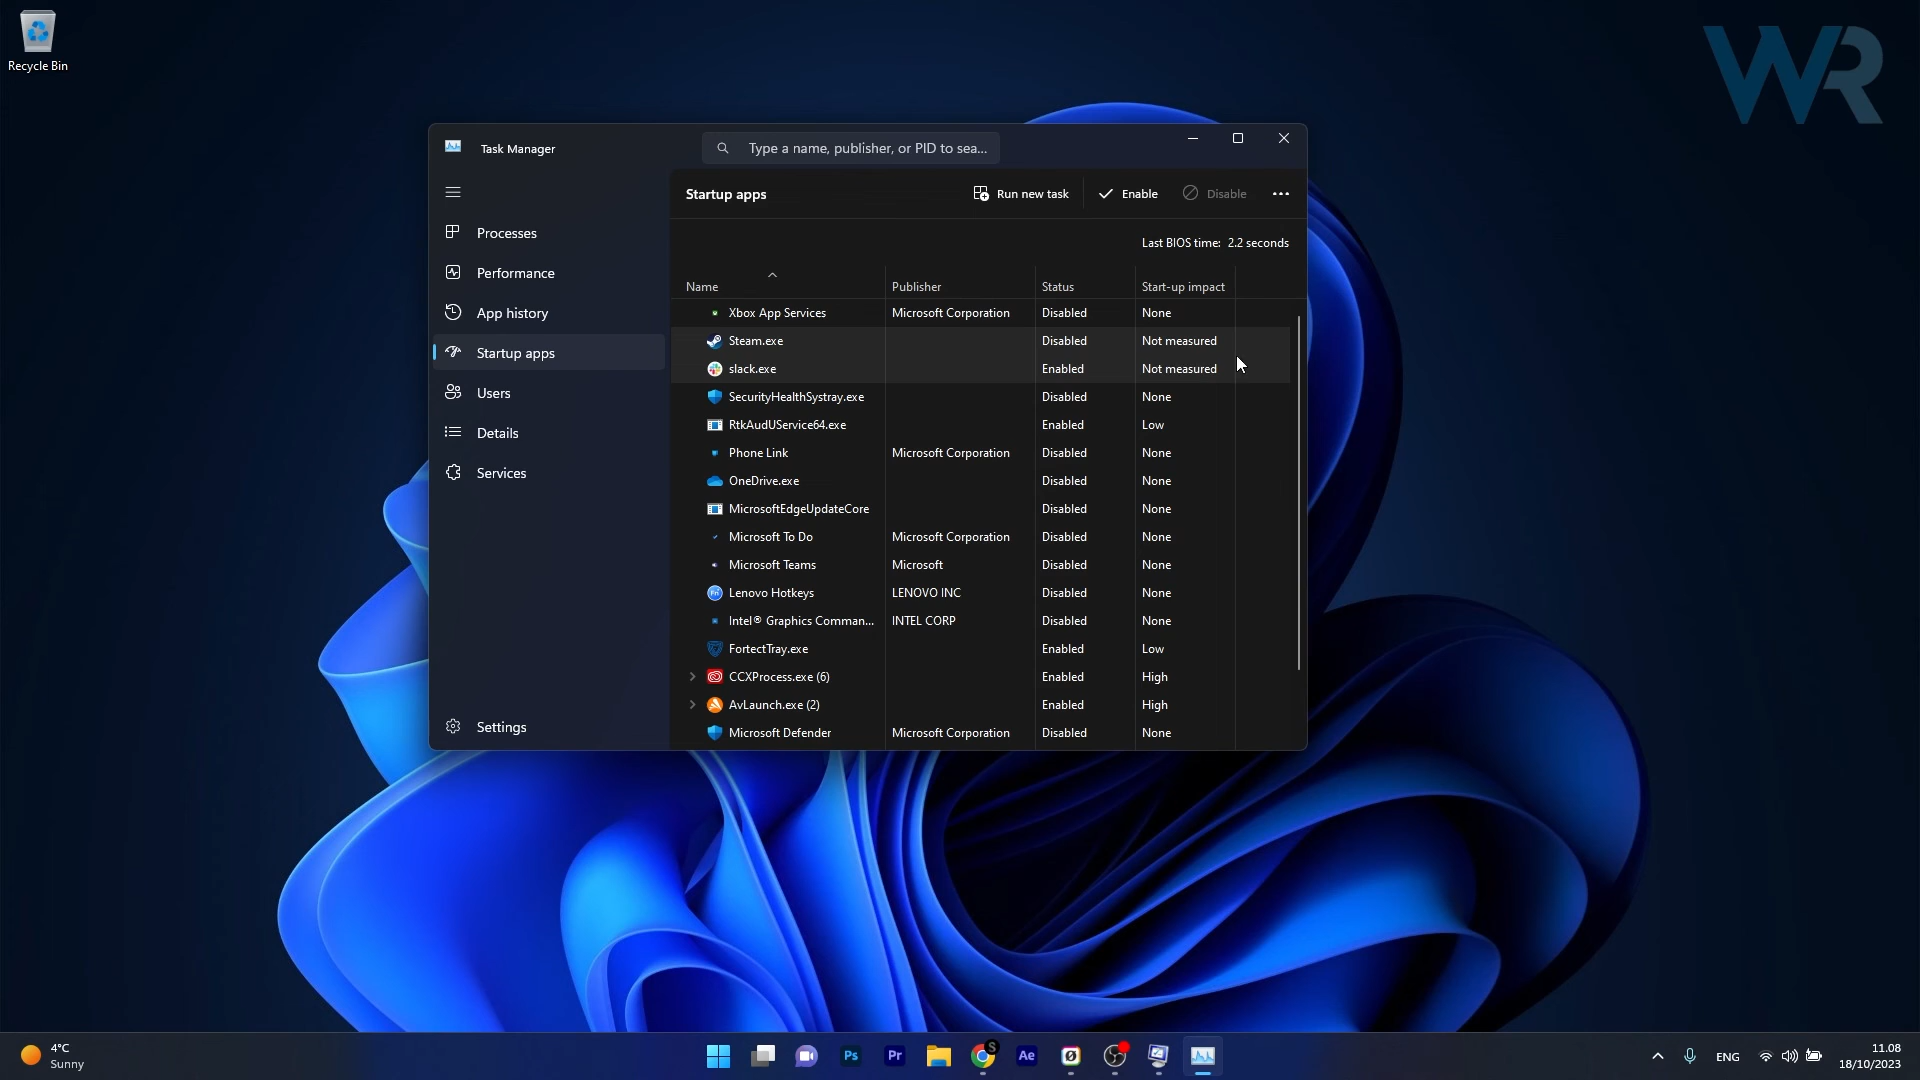 Recycle Bin
WR
Task Manager
Type a name, publisher, or PID to sea...
Startup apps
Run new task
Enable
Disable
Processes
Performance
App history
Startup apps
Users
Details
Services
Settings
Last BIOS time: 2.2 seconds
Name Publisher Status Start-up impact
Xbox App Services Microsoft Corporation Disabled None
Steam.exe Disabled Not measured
slack.exe Enabled Not measured
SecurityHealthSystray.exe Disabled None
RtkAudUService64.exe Enabled Low
Phone Link Microsoft Corporation Disabled None
OneDrive.exe Disabled None
MicrosoftEdgeUpdateCore Disabled None
Microsoft To Do Microsoft Corporation Disabled None
Microsoft Teams Microsoft Disabled None
Lenovo Hotkeys LENOVO INC Disabled None
Intel® Graphics Comman... INTEL CORP Disabled None
FortectTray.exe Enabled Low
CCXProcess.exe (6) Enabled High
AvLaunch.exe (2) Enabled High
Microsoft Defender Microsoft Corporation Disabled None
4°C
Sunny
Ps
Pr
S
Ae
ENG
11.08
18/10/2023